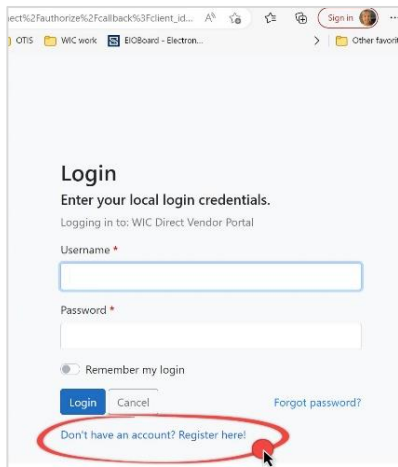 ect%2Fauthorize%2Fcallback%3Fclient_id... A Sign in ...
OTIS WIC work EIOBoard - Electron... > Other favorit
Login
Enter your local login credentials.
Logging in to: WIC Direct Vendor Portal
Username *
Password *
Remember my login
Login Cancel Forgot password?
Don't have an account? Register here!